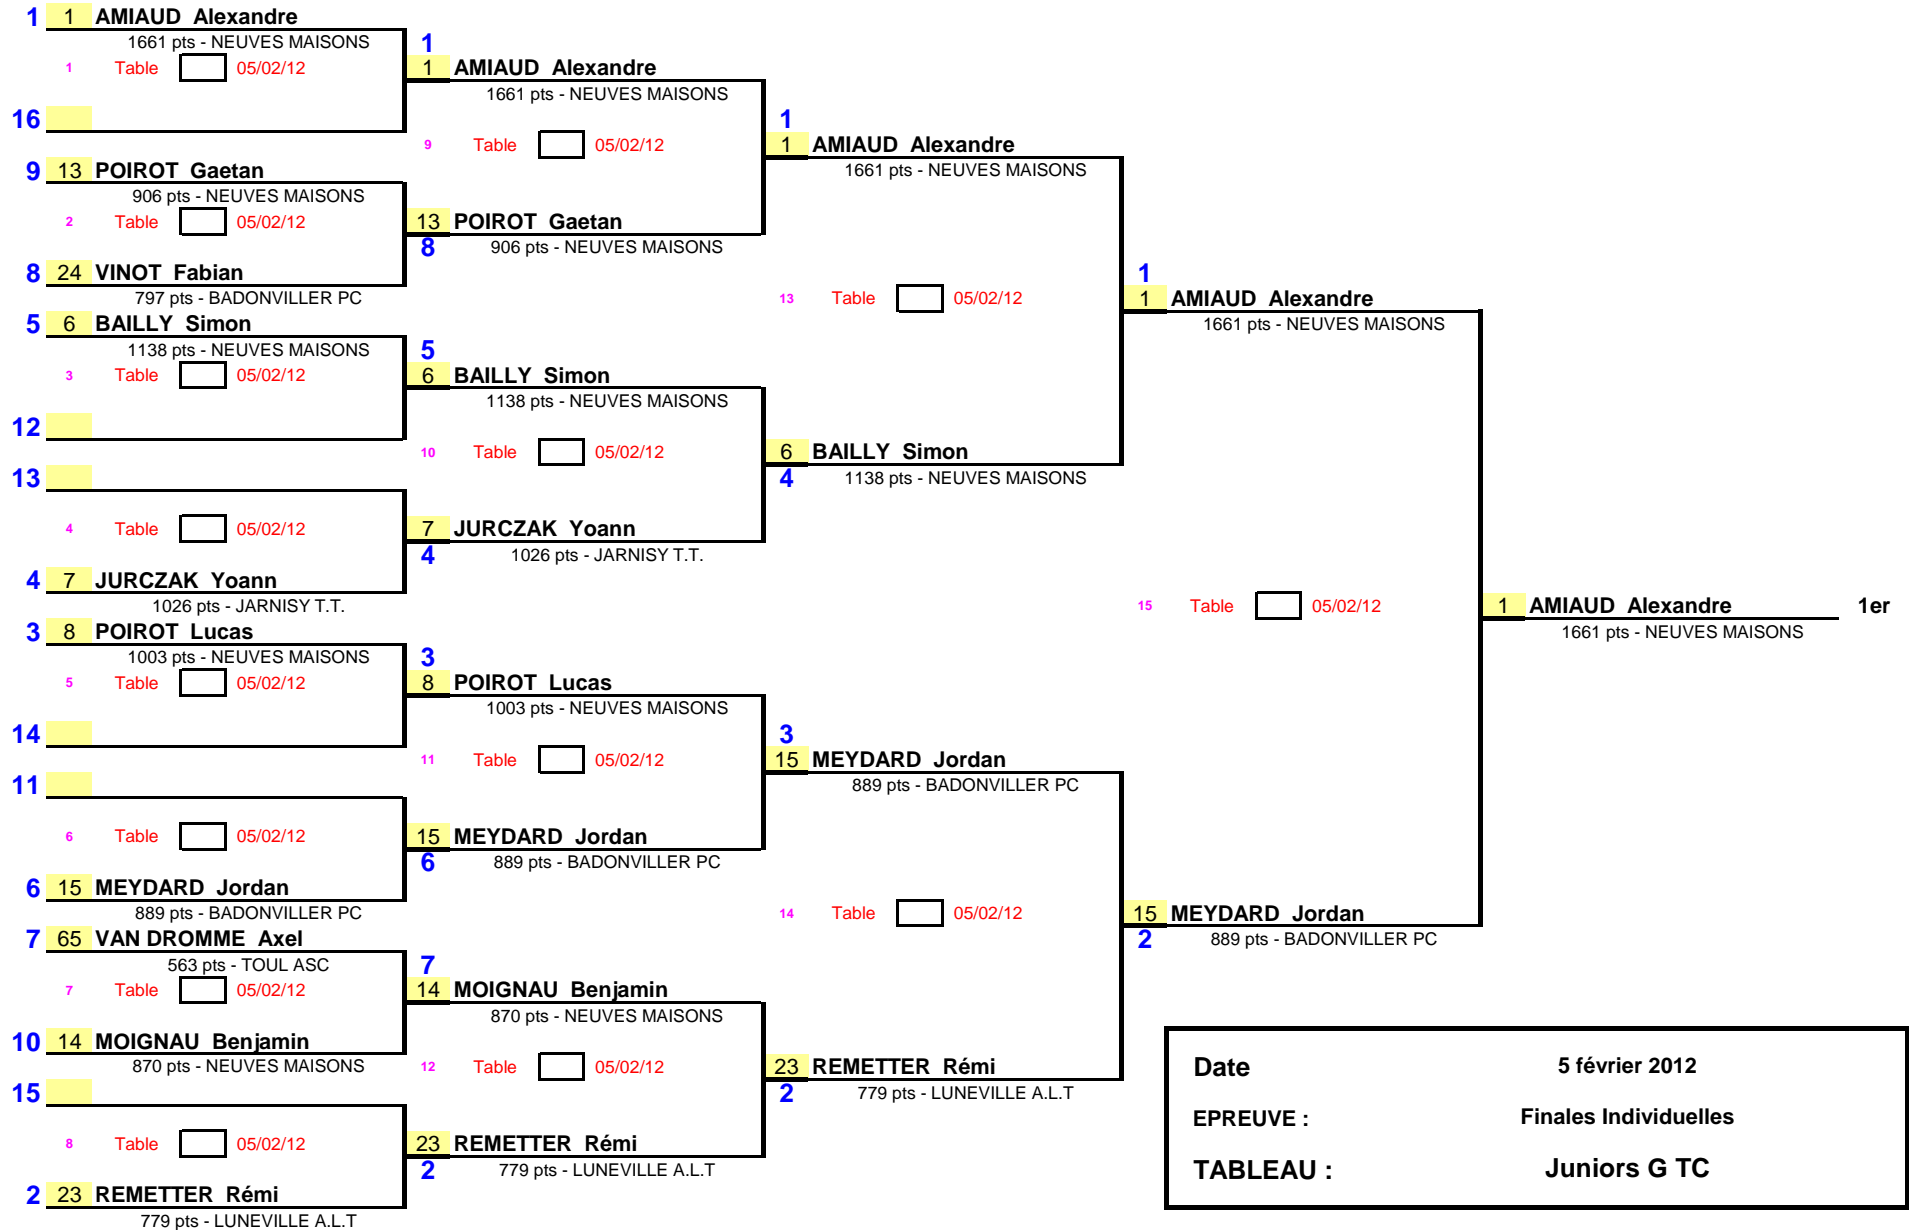 1 1 AMIAUD Alexandre
1661 pts - NEUVES MAISONS
1 Table 05/02/12
16
9 13 POIROT Gaetan
906 pts - NEUVES MAISONS
2 Table 05/02/12
8 24 VINOT Fabian
797 pts - BADONVILLER PC
5 6 BAILLY Simon
1138 pts - NEUVES MAISONS
3 Table 05/02/12
12
13
4 Table 05/02/12
4 7 JURCZAK Yoann
1026 pts - JARNISY T.T.
3 8 POIROT Lucas
1003 pts - NEUVES MAISONS
5 Table 05/02/12
14
11
6 Table 05/02/12
6 15 MEYDARD Jordan
889 pts - BADONVILLER PC
7 65 VAN DROMME Axel
563 pts - TOUL ASC
7 Table 05/02/12
10 14 MOIGNAU Benjamin
870 pts - NEUVES MAISONS
15
8 Table 05/02/12
2 23 REMETTER Rémi
779 pts - LUNEVILLE A.L.T
1
1 AMIAUD Alexandre
1661 pts - NEUVES MAISONS
9 Table 05/02/12
13 POIROT Gaetan
8
906 pts - NEUVES MAISONS
5
6 BAILLY Simon
1138 pts - NEUVES MAISONS
10 Table 05/02/12
7 JURCZAK Yoann
4
1026 pts - JARNISY T.T.
3
8 POIROT Lucas
1003 pts - NEUVES MAISONS
11 Table 05/02/12
15 MEYDARD Jordan
6
889 pts - BADONVILLER PC
7
14 MOIGNAU Benjamin
870 pts - NEUVES MAISONS
12 Table 05/02/12
23 REMETTER Rémi
2
779 pts - LUNEVILLE A.L.T
1
1 AMIAUD Alexandre
1661 pts - NEUVES MAISONS
13 Table 05/02/12
6 BAILLY Simon
4
1138 pts - NEUVES MAISONS
3
15 MEYDARD Jordan
889 pts - BADONVILLER PC
14 Table 05/02/12
23 REMETTER Rémi
2
779 pts - LUNEVILLE A.L.T
1
1 AMIAUD Alexandre
1661 pts - NEUVES MAISONS
15 Table 05/02/12
15 MEYDARD Jordan
2
889 pts - BADONVILLER PC
1 AMIAUD Alexandre 1er
1661 pts - NEUVES MAISONS
Date 5 février 2012
EPREUVE : Finales Individuelles
TABLEAU : Juniors G TC